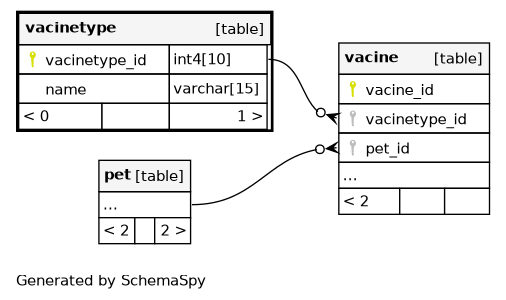 vacinetype [table]
vacinetype_id int4[10]
name varchar[15]
< 0 1 >
vacine [table]
vacine_id
vacinetype_id
pet_id
...
< 2
pet [table]
...
< 2 2 >
Generated by SchemaSpy